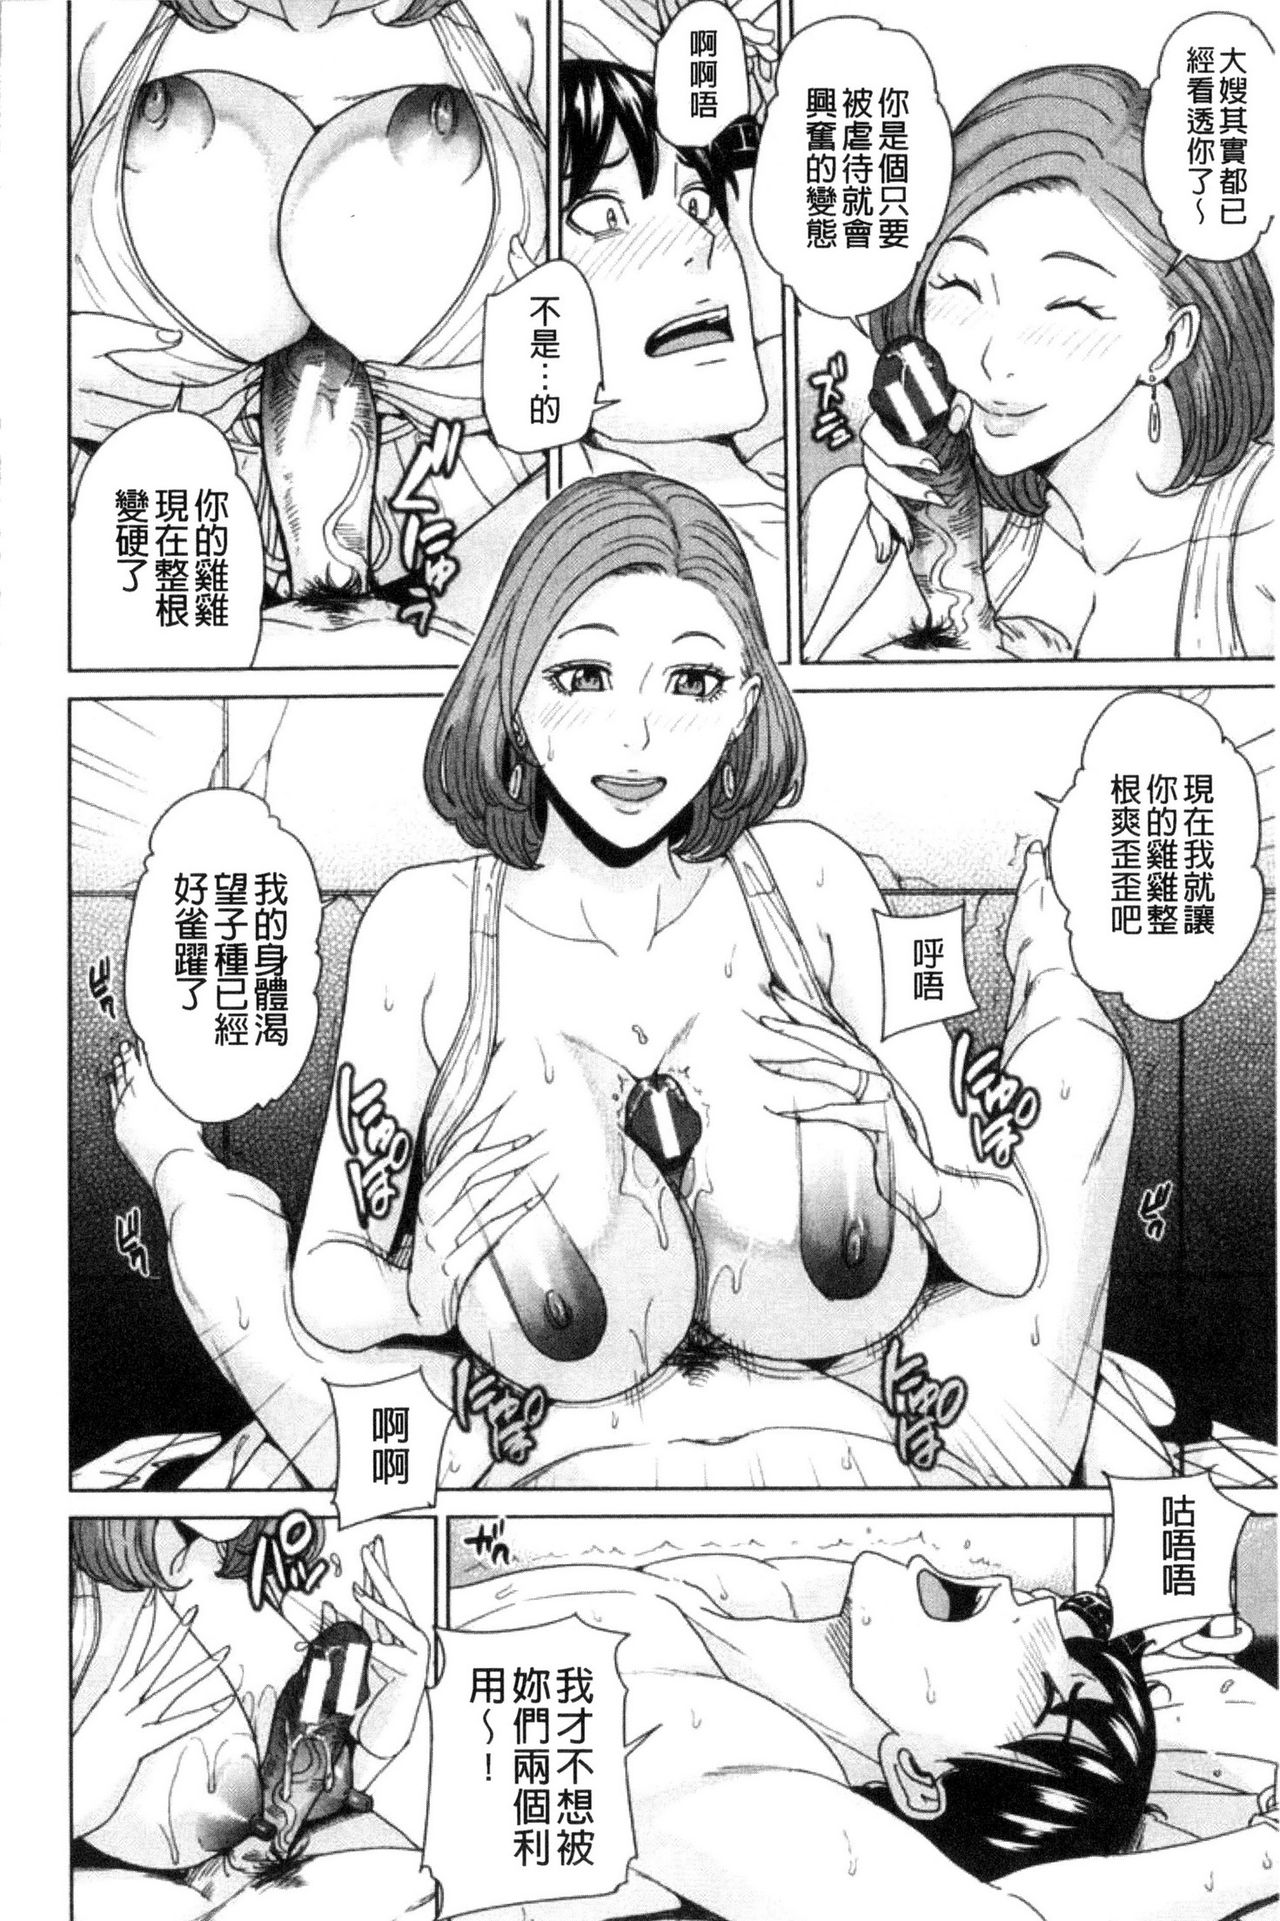 大嫂其實都已
經看透你了～
你是個只要
被虐待就會
興奮的變態
啊啊唔
不是…的
你的雞雞
現在整根
變硬了
現在我就讓
你的雞雞整
根爽歪歪吧
呼唔
我的身體渴
望子種已經
好雀躍了
啊啊
咕唔唔
我才不想被
妳們兩個利
用～！